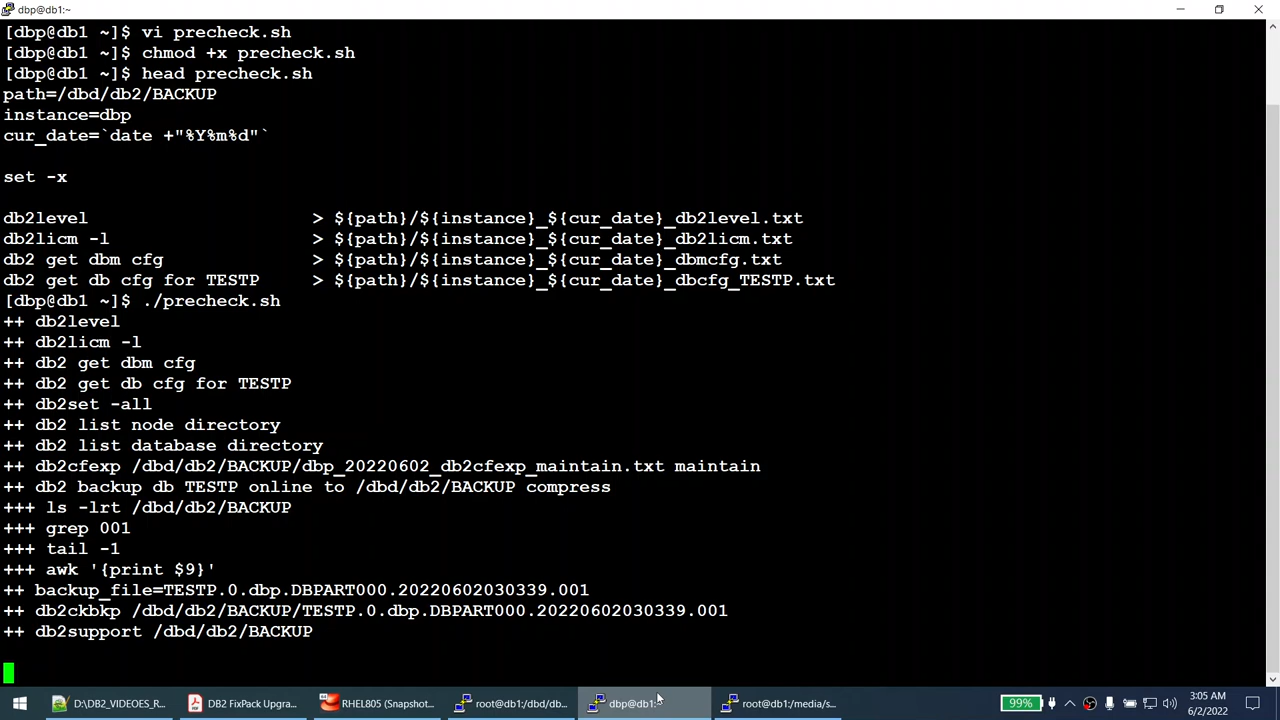 dbp@db1:~
[dbp@db1 ~]$ vi precheck.sh
[dbp@db1 ~]$ chmod +x precheck.sh
[dbp@db1 ~]$ head precheck.sh
path=/dbd/db2/BACKUP
instance=dbp
cur_date=`date +"%Y%m%d"`
set -x
db2level > ${path}/${instance}_${cur_date}_db2level.txt
db2licm -l > ${path}/${instance}_${cur_date}_db2licm.txt
db2 get dbm cfg > ${path}/${instance}_${cur_date}_dbmcfg.txt
db2 get db cfg for TESTP > ${path}/${instance}_${cur_date}_dbcfg_TESTP.txt
[dbp@db1 ~]$ ./precheck.sh
++ db2level
++ db2licm -l
++ db2 get dbm cfg
++ db2 get db cfg for TESTP
++ db2set -all
++ db2 list node directory
++ db2 list database directory
++ db2cfexp /dbd/db2/BACKUP/dbp_20220602_db2cfexp_maintain.txt maintain
++ db2 backup db TESTP online to /dbd/db2/BACKUP compress
+++ ls -lrt /dbd/db2/BACKUP
+++ grep 001
+++ tail -1
+++ awk '{print $9}'
++ backup_file=TESTP.0.dbp.DBPART000.20220602030339.001
++ db2ckbkp /dbd/db2/BACKUP/TESTP.0.dbp.DBPART000.20220602030339.001
++ db2support /dbd/db2/BACKUP
D:\DB2_VIDEOES_R... DB2 FixPack Upgra... RHEL805 (Snapshot... root@db1:/dbd/db... dbp@db1:~ root@db1:/media/s... 99% 3:05 AM
6/2/2022